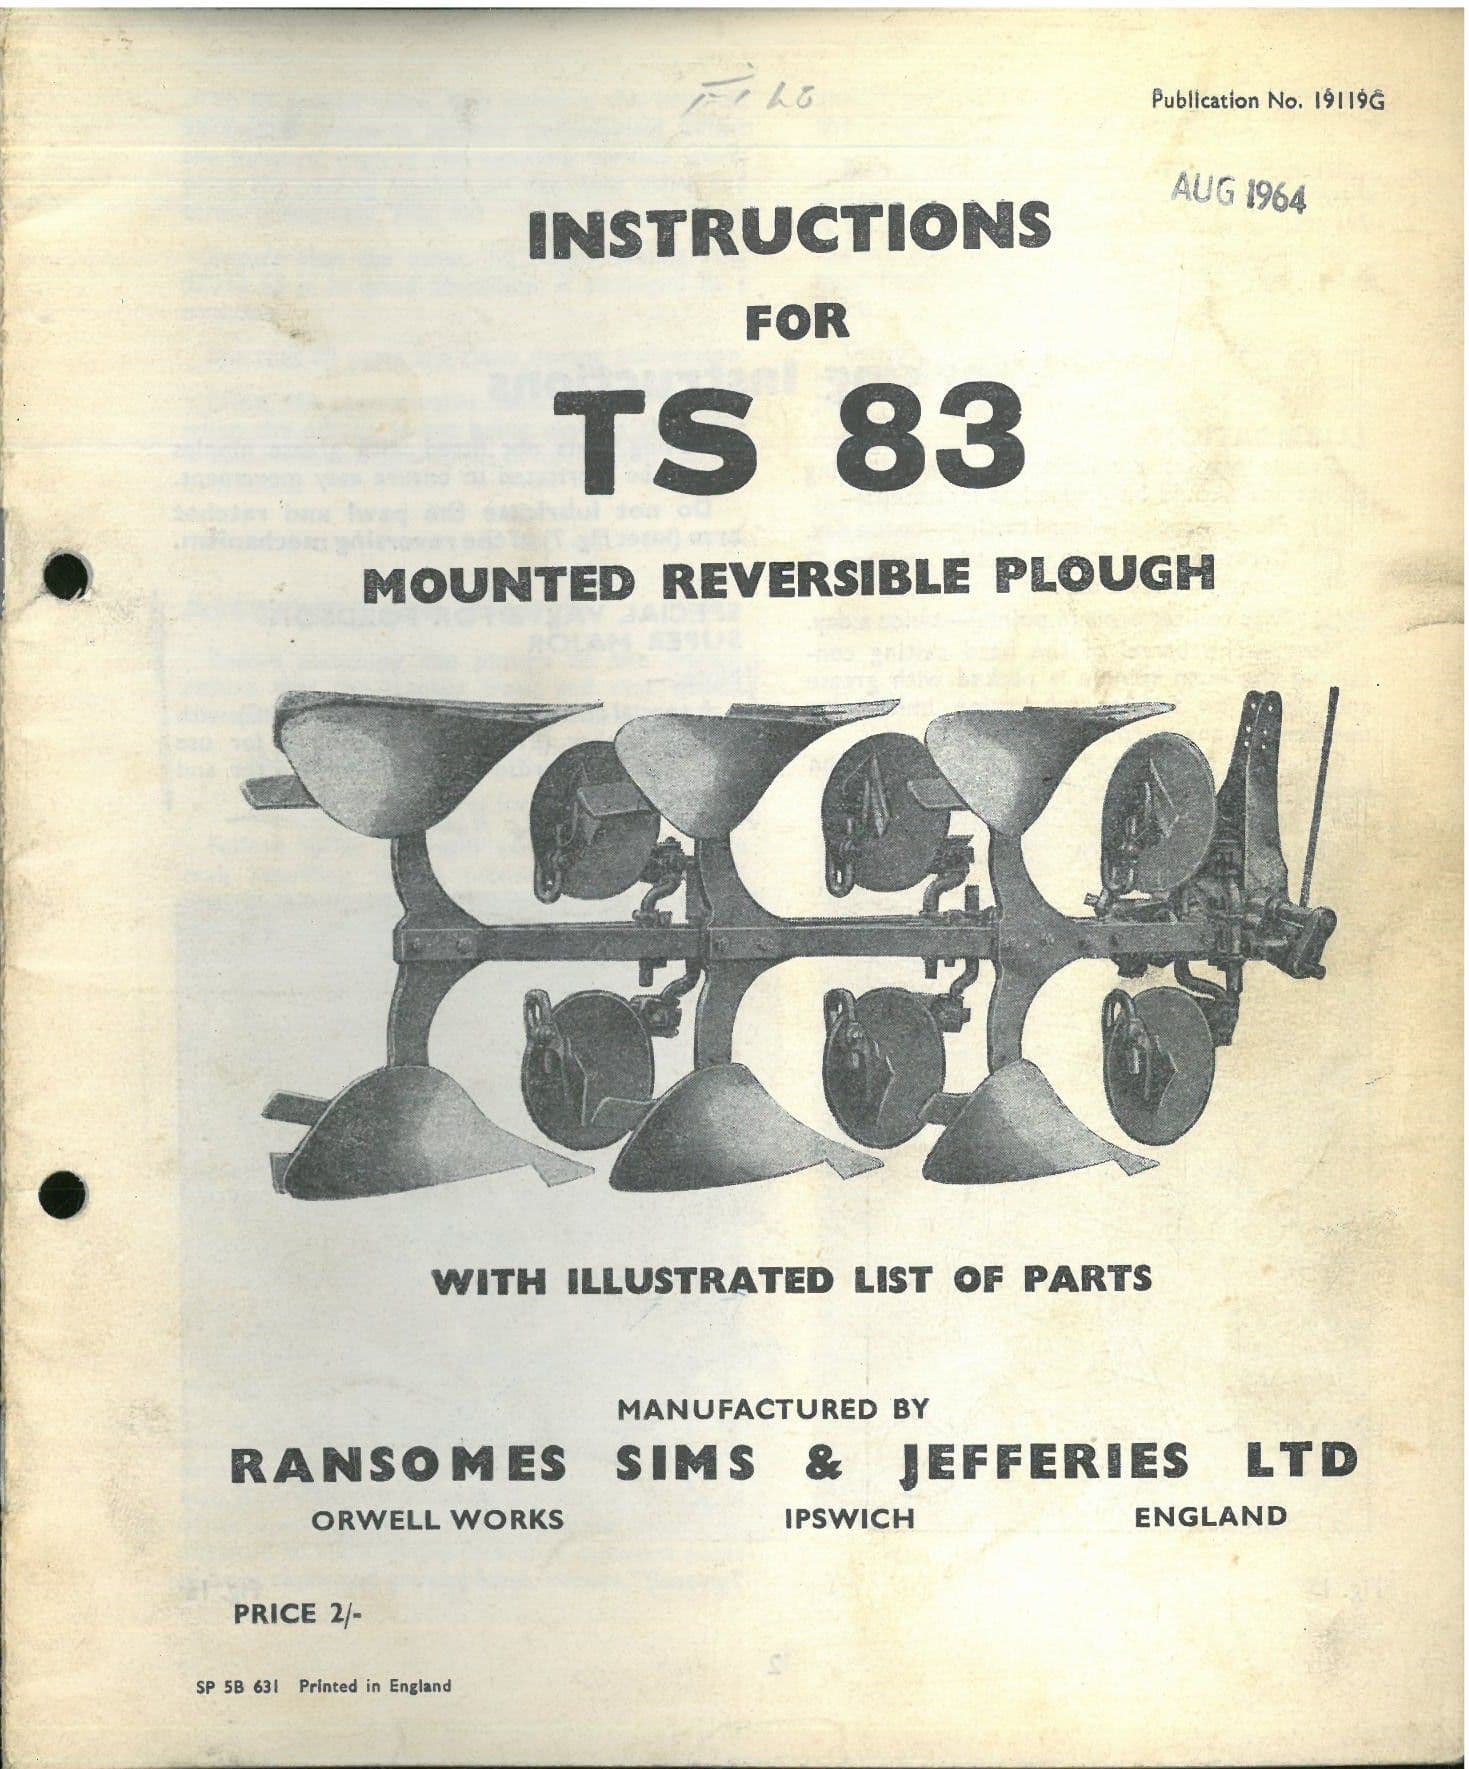 Publication No. 19119G
AUG 1964
INSTRUCTIONS
FOR
TS 83
MOUNTED REVERSIBLE PLOUGH
WITH ILLUSTRATED LIST OF PARTS
MANUFACTURED BY
RANSOMES SIMS & JEFFERIES LTD
ORWELL WORKS IPSWICH ENGLAND
PRICE 2/-
SP 5B 631 Printed in England